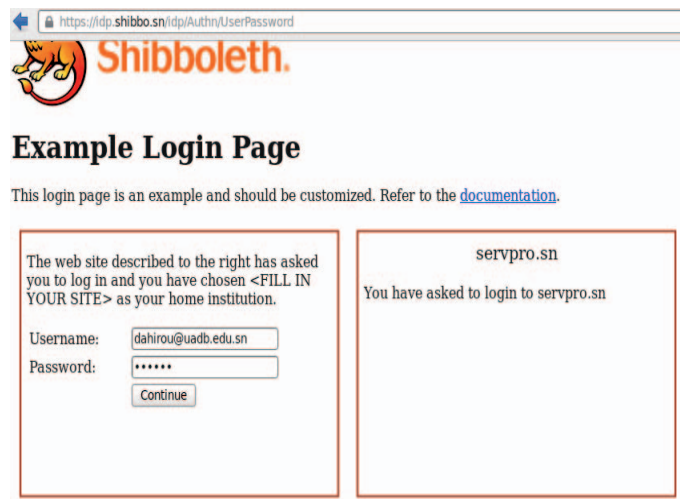 https://idp.shibbo.sn/idp/Authn/UserPassword
Shibboleth.
Example Login Page
This login page is an example and should be customized. Refer to the documentation.
The web site described to the right has asked
you to log in and you have chosen <FILL IN
YOUR SITE> as your home institution.
Username: dahirou@uadb.edu.sn
Password: ••••••
Continue
servpro.sn
You have asked to login to servpro.sn